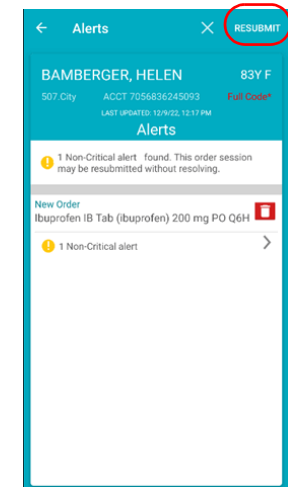 Alerts RESUBMIT
BAMBERGER, HELEN 83Y F
507.City ACCT 7056836245093 Full Code*
LAST UPDATED: 12/9/22, 12:17 PM
Alerts
1 Non-Critical alert found. This order session
may be resubmitted without resolving.
New Order
Ibuprofen IB Tab (ibuprofen) 200 mg PO Q6H
1 Non-Critical alert